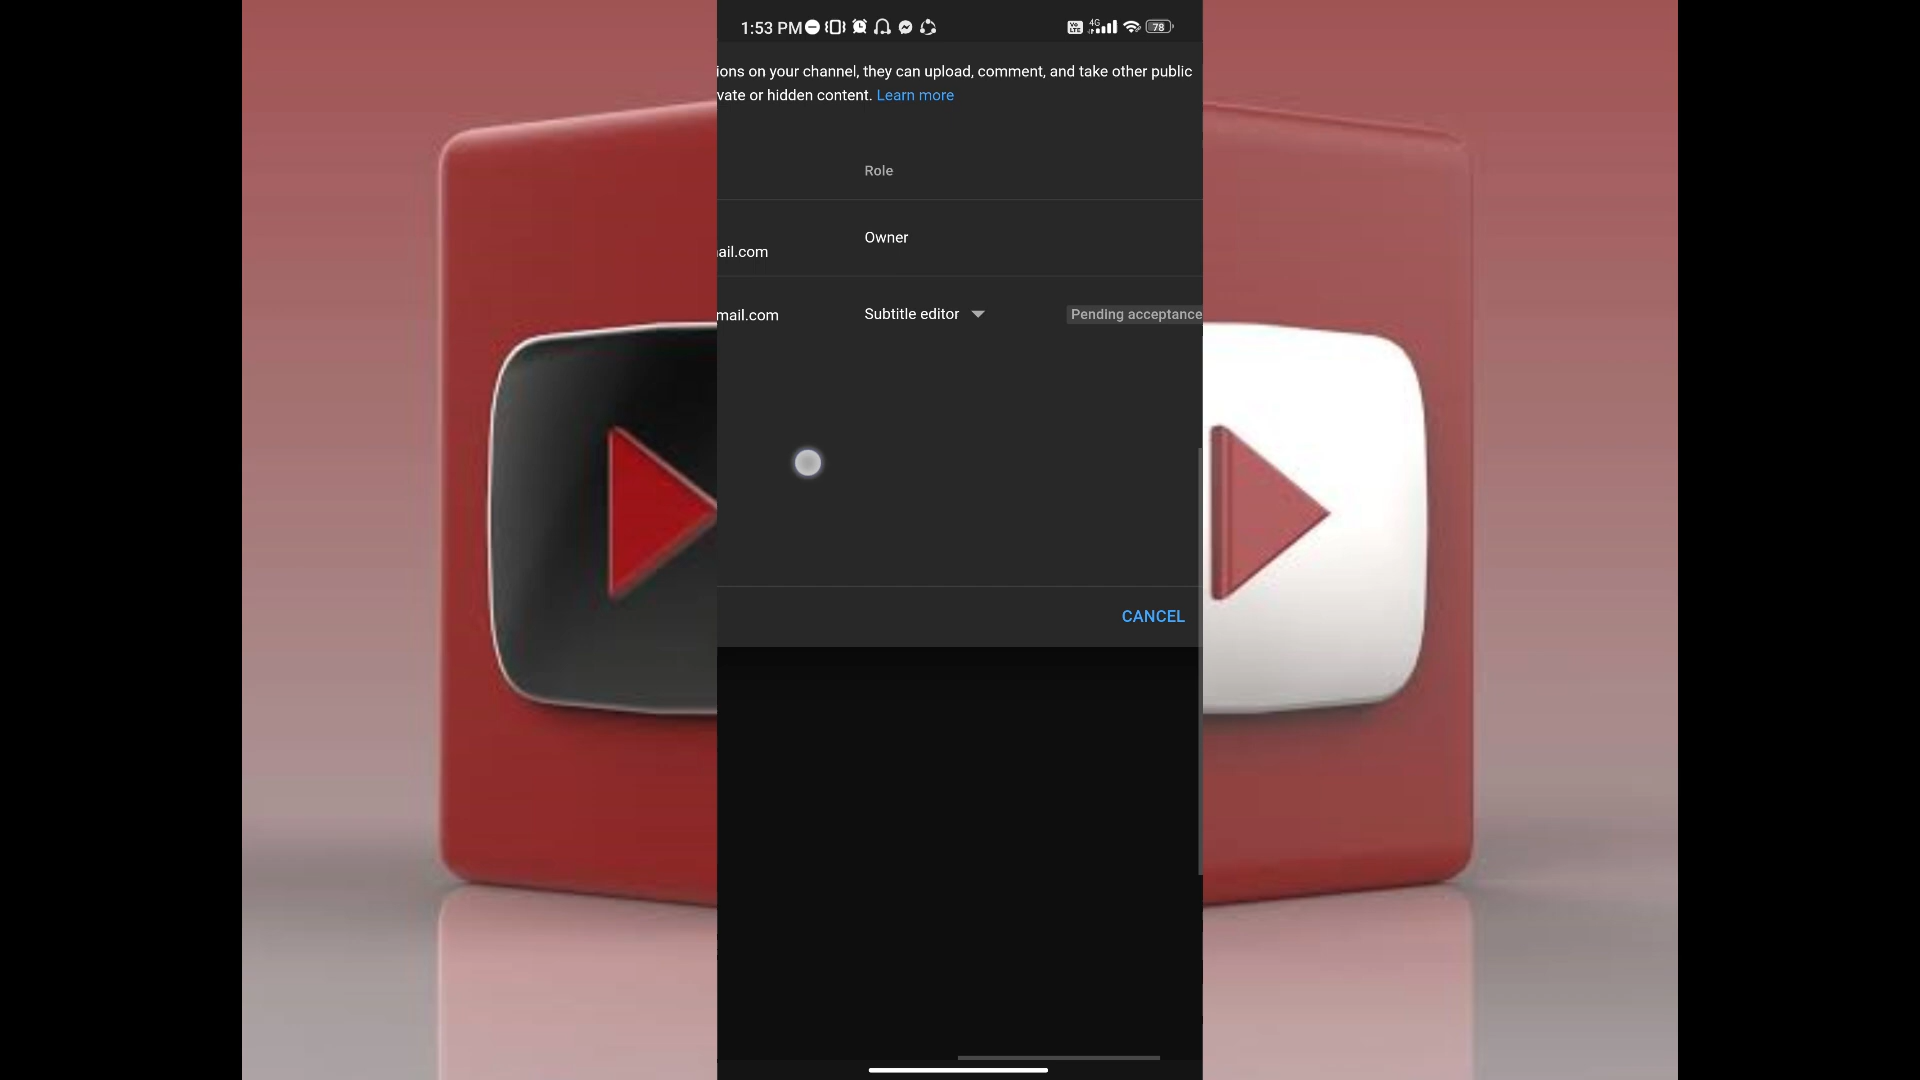 1:53 PM
4G
78
ions on your channel, they can upload, comment, and take other public
vate or hidden content. Learn more
Role
Owner
ail.com
mail.com
Subtitle editor
Pending acceptance
CANCEL